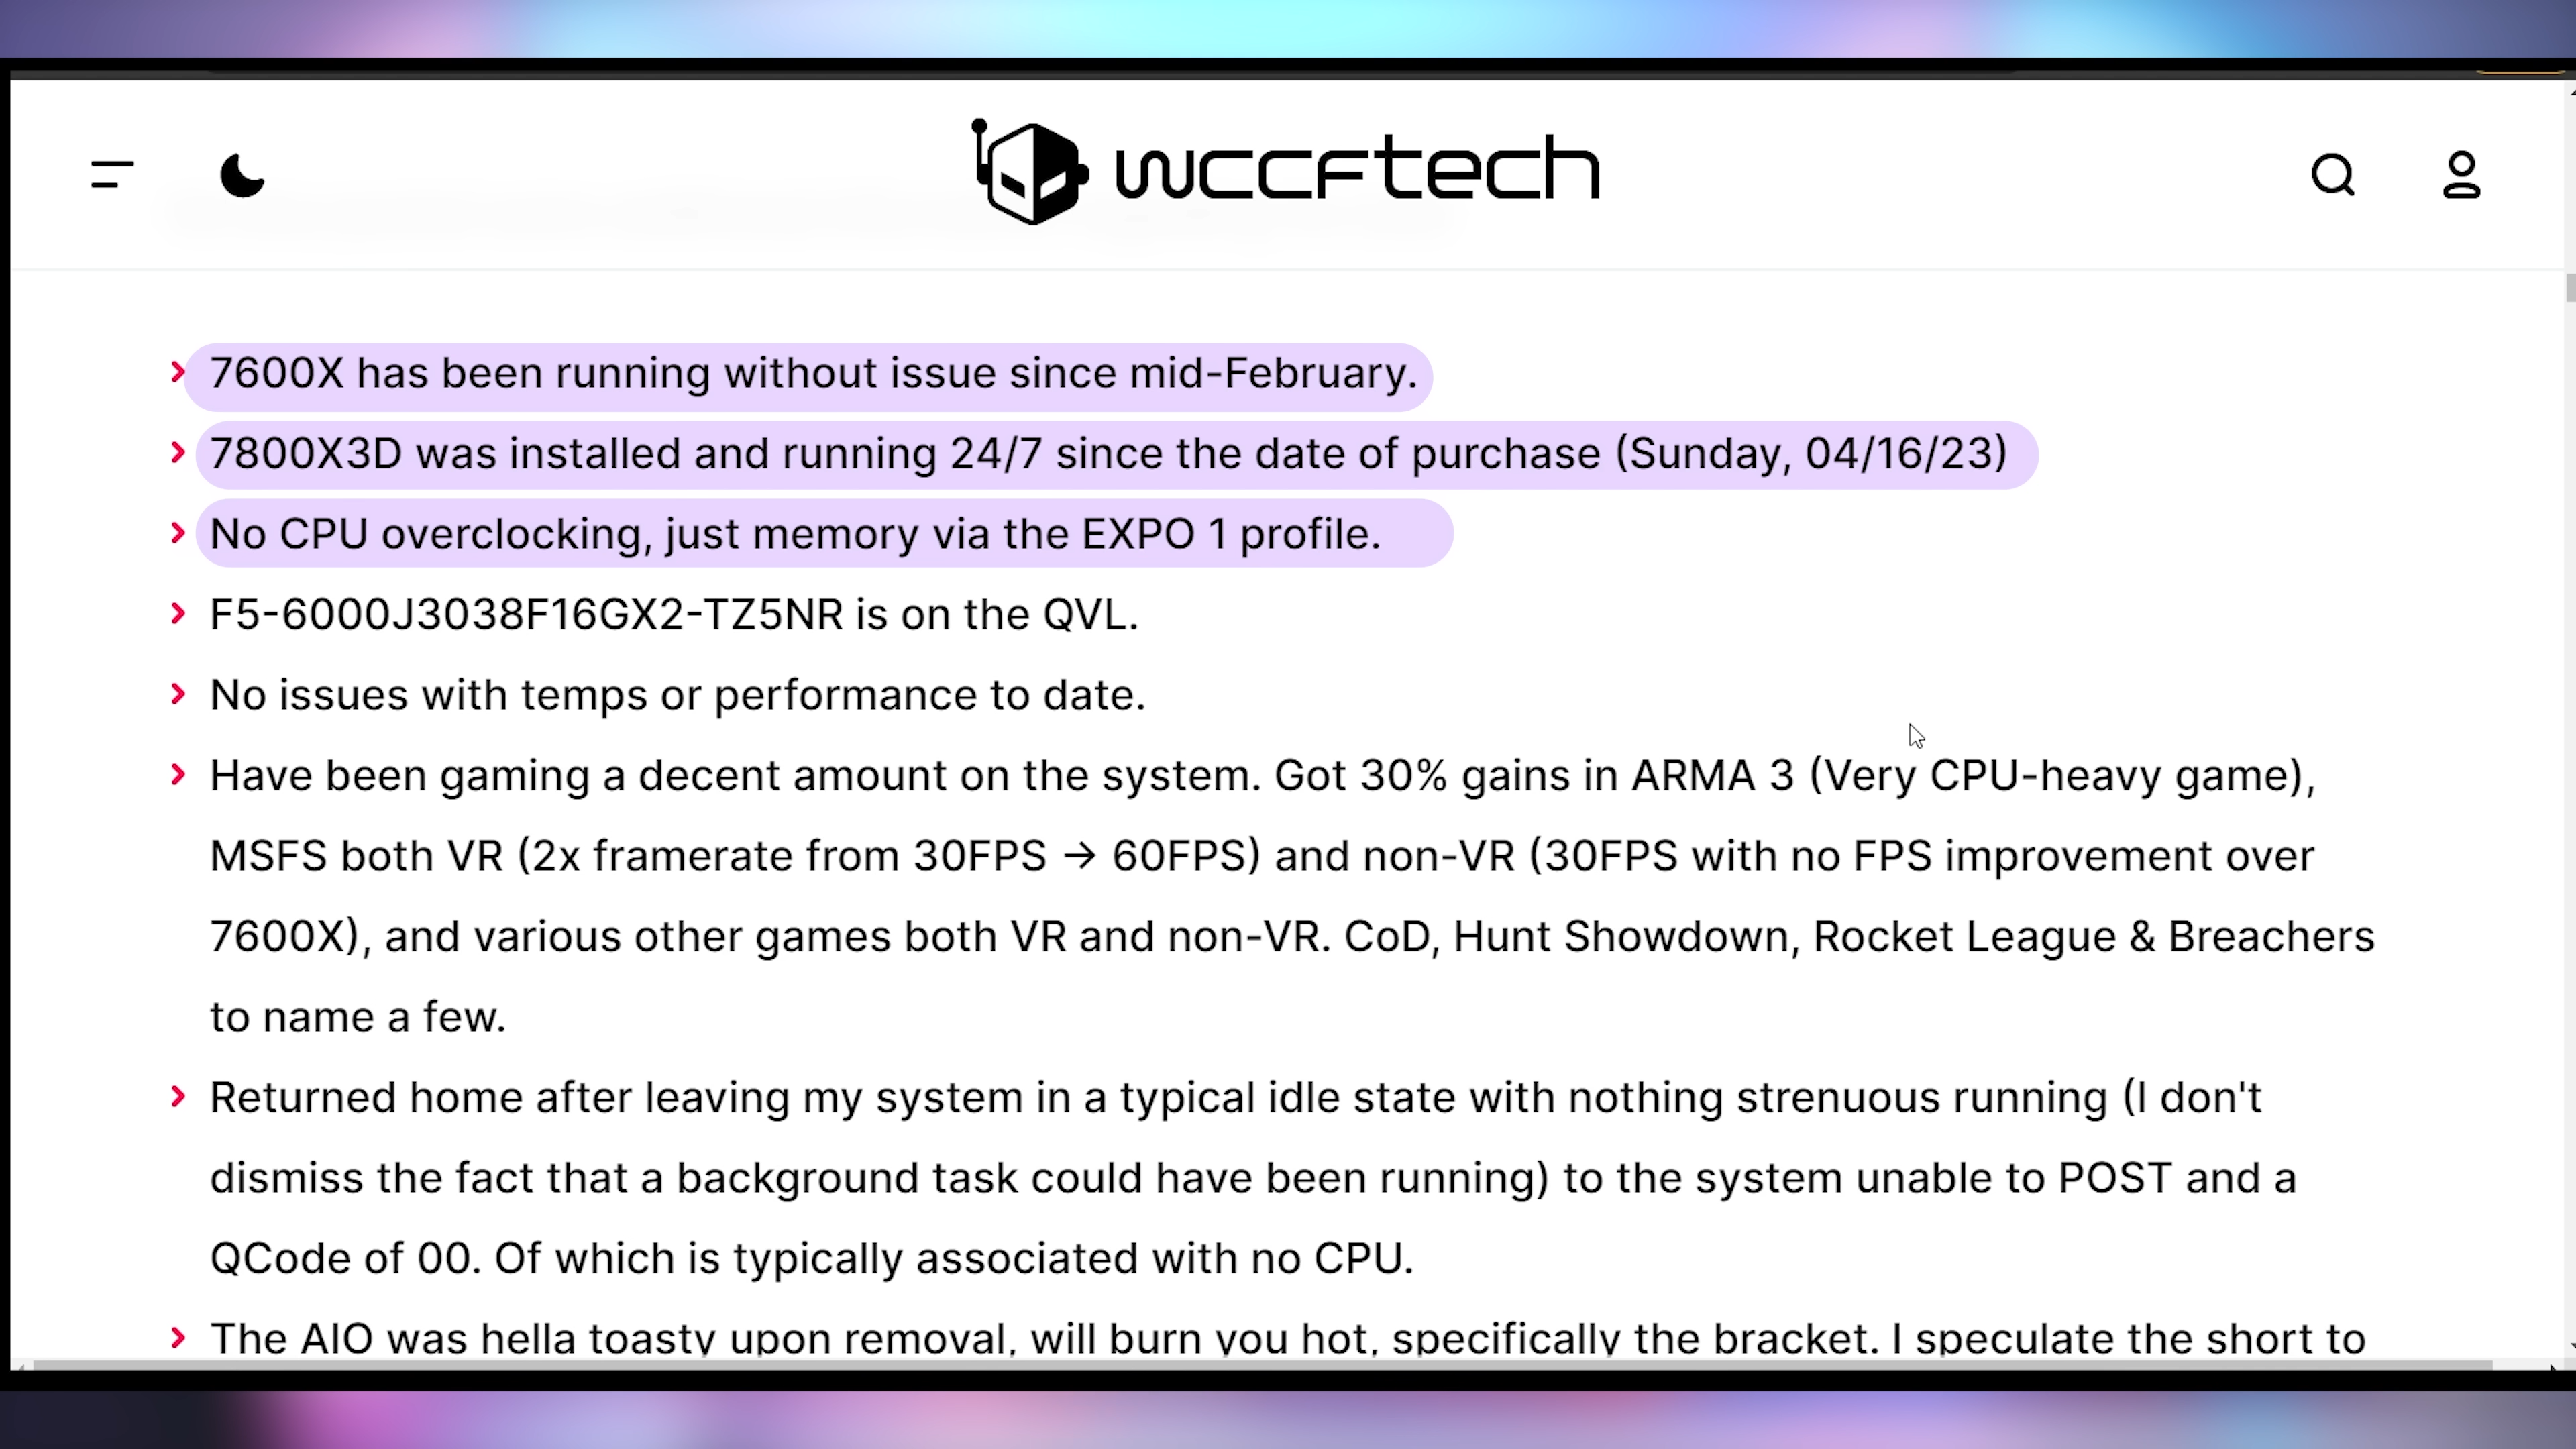 wccftech
7600X has been running without issue since mid-February.
7800X3D was installed and running 24/7 since the date of purchase (Sunday, 04/16/23)
No CPU overclocking, just memory via the EXPO 1 profile.
F5-6000J3038F16GX2-TZ5NR is on the QVL.
No issues with temps or performance to date.
Have been gaming a decent amount on the system. Got 30% gains in ARMA 3 (Very CPU-heavy game),
MSFS both VR (2x framerate from 30FPS → 60FPS) and non-VR (30FPS with no FPS improvement over
7600X), and various other games both VR and non-VR. CoD, Hunt Showdown, Rocket League & Breachers
to name a few.
Returned home after leaving my system in a typical idle state with nothing strenuous running (I don't
dismiss the fact that a background task could have been running) to the system unable to POST and a
QCode of 00. Of which is typically associated with no CPU.
The AIO was hella toasty upon removal, will burn you hot, specifically the bracket. I speculate the short to